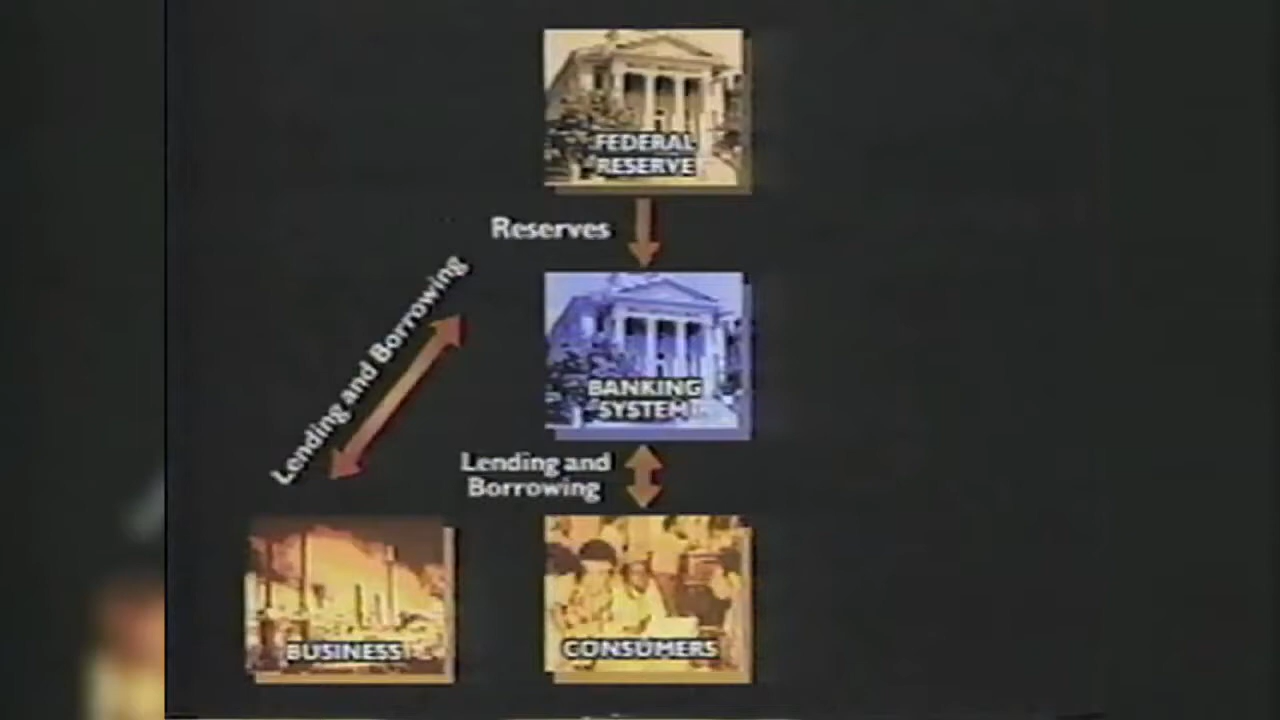 FEDERAL
RESERVE
Reserves
Lending and Borrowing
BANKING
SYSTEM
Lending and
Borrowing
BUSINESS
CONSUMERS